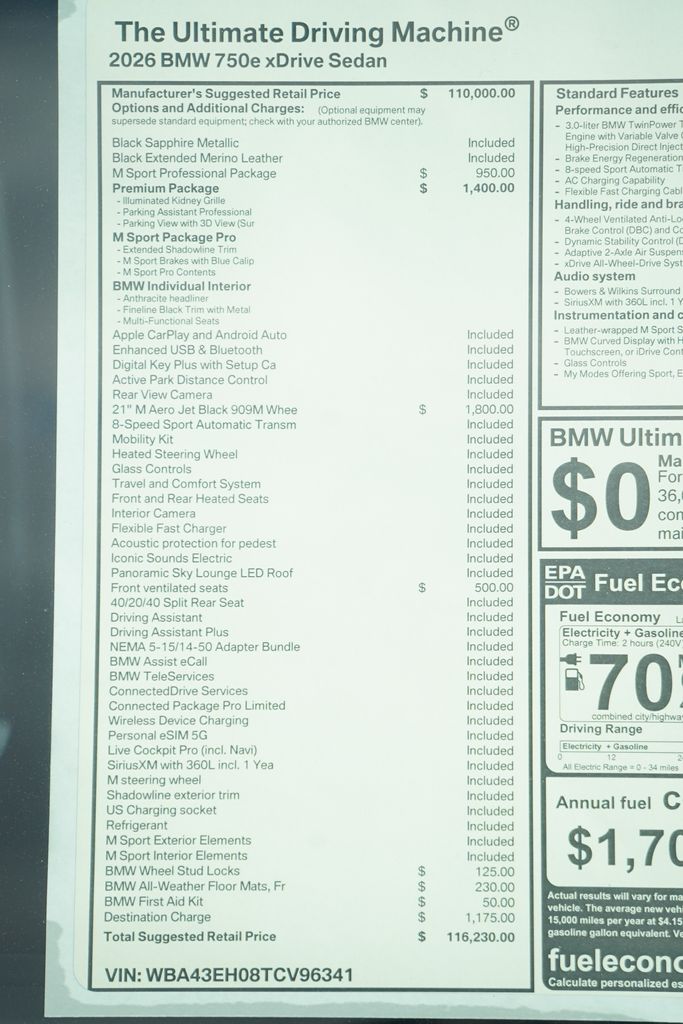 The Ultimate Driving Machine®
2026 BMW 750e xDrive Sedan
Manufacturer's Suggested Retail Price $ 110,000.00
Options and Additional Charges: (Optional equipment may
supersede standard equipment; check with your authorized BMW center).
Black Sapphire Metallic Included
Black Extended Merino Leather Included
M Sport Professional Package $ 950.00
Premium Package $ 1,400.00
- Illuminated Kidney Grille
- Parking Assistant Professional
- Parking View with 3D View (Sur
M Sport Package Pro
- Extended Shadowline Trim
- M Sport Brakes with Blue Calip
- M Sport Pro Contents
BMW Individual Interior
- Anthracite headliner
- Fineline Black Trim with Metal
- Multi-Functional Seats
Apple CarPlay and Android Auto Included
Enhanced USB & Bluetooth Included
Digital Key Plus with Setup Ca Included
Active Park Distance Control Included
Rear View Camera Included
21" M Aero Jet Black 909M Whee $ 1,800.00
8-Speed Sport Automatic Transm Included
Mobility Kit Included
Heated Steering Wheel Included
Glass Controls Included
Travel and Comfort System Included
Front and Rear Heated Seats Included
Interior Camera Included
Flexible Fast Charger Included
Acoustic protection for pedest Included
Iconic Sounds Electric Included
Panoramic Sky Lounge LED Roof Included
Front ventilated seats $ 500.00
40/20/40 Split Rear Seat Included
Driving Assistant Included
Driving Assistant Plus Included
NEMA 5-15/14-50 Adapter Bundle Included
BMW Assist eCall Included
BMW TeleServices Included
ConnectedDrive Services Included
Connected Package Pro Limited Included
Wireless Device Charging Included
Personal eSIM 5G Included
Live Cockpit Pro (incl. Navi) Included
SiriusXM with 360L incl. 1 Yea Included
M steering wheel Included
Shadowline exterior trim Included
US Charging socket Included
Refrigerant Included
M Sport Exterior Elements Included
M Sport Interior Elements Included
BMW Wheel Stud Locks $ 125.00
BMW All-Weather Floor Mats, Fr $ 230.00
BMW First Aid Kit $ 50.00
Destination Charge $ 1,175.00
Total Suggested Retail Price $ 116,230.00
VIN: WBA43EH08TCV96341
Standard Features
Performance and effic
- 3.0-liter BMW TwinPower T
Engine with Variable Valve
High-Precision Direct Inject
- Brake Energy Regeneration
- 8-speed Sport Automatic T
- AC Charging Capability
- Flexible Fast Charging Cabl
Handling, ride and bra
- 4-Wheel Ventilated Anti-Lo
Brake Control (DBC) and Co
- Dynamic Stability Control (D
- Adaptive 2-Axle Air Suspen
- xDrive All-Wheel-Drive Syst
Audio system
- Bowers & Wilkins Surround
- SiriusXM with 360L incl. 1 Y
Instrumentation and c
- Leather-wrapped M Sport S
- BMW Curved Display with H
Touchscreen, or iDrive Cont
- Glass Controls
- My Modes Offering Sport, E
BMW Ultim
$0
Ma
For
36,
con
mai
EPA
DOT Fuel Ec
Fuel Economy
Electricity + Gasoline
Charge Time: 2 hours (240V
70
combined city/highwa
Driving Range
Electricity + Gasoline
0 12 2
All Electric Range = 0 - 34 miles
Annual fuel c
$1,70
Actual results will vary for ma
vehicle. The average new vehi
15,000 miles per year at $4.15
gasoline gallon equivalent. Ve
fuelecono
Calculate personalized es